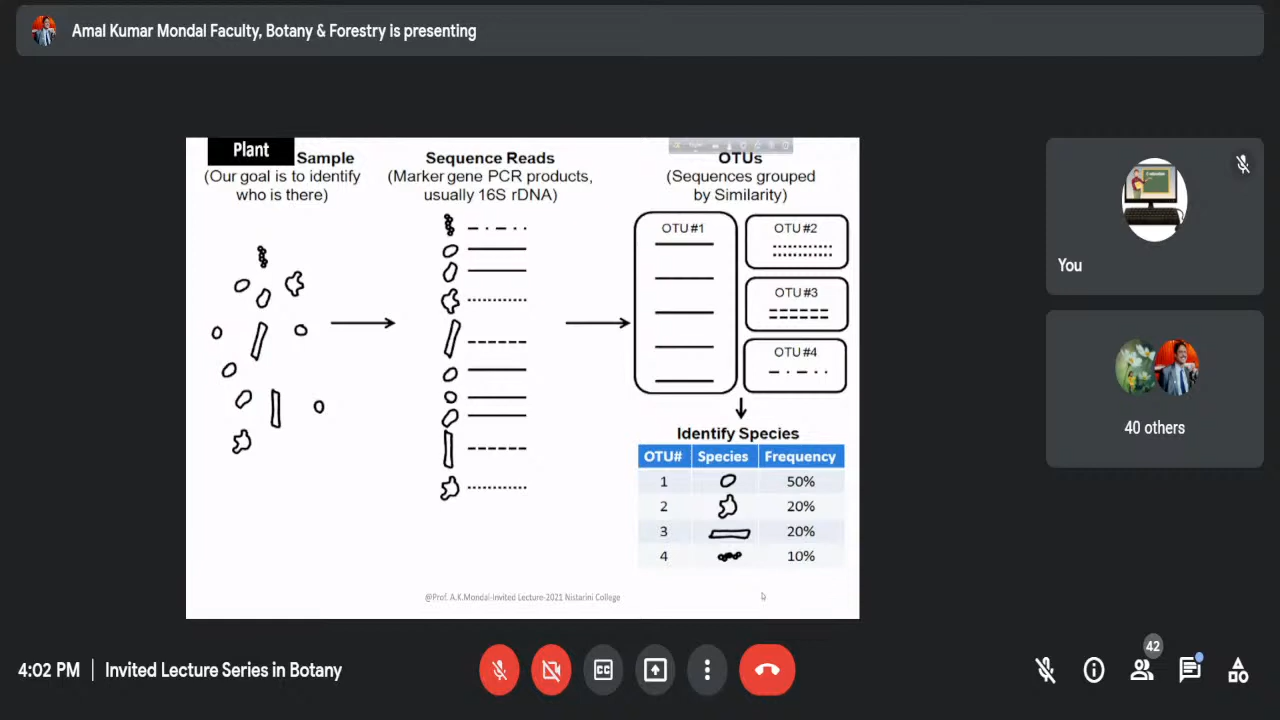 Amal Kumar Mondal Faculty, Botany & Forestry is presenting
Plant
Sample
(Our goal is to identify
who is there)
Sequence Reads
(Marker gene PCR products,
usually 16S rDNA)
OTUs
(Sequences grouped
by Similarity)
OTU #1
OTU #2
OTU #3
OTU #4
Identify Species
OTU# Species Frequency
1 50%
2 20%
3 20%
4 10%
@Prof. A.K.Mondal-Invited Lecture-2021 Nistarini College
You
40 others
4:02 PM | Invited Lecture Series in Botany
CC
42